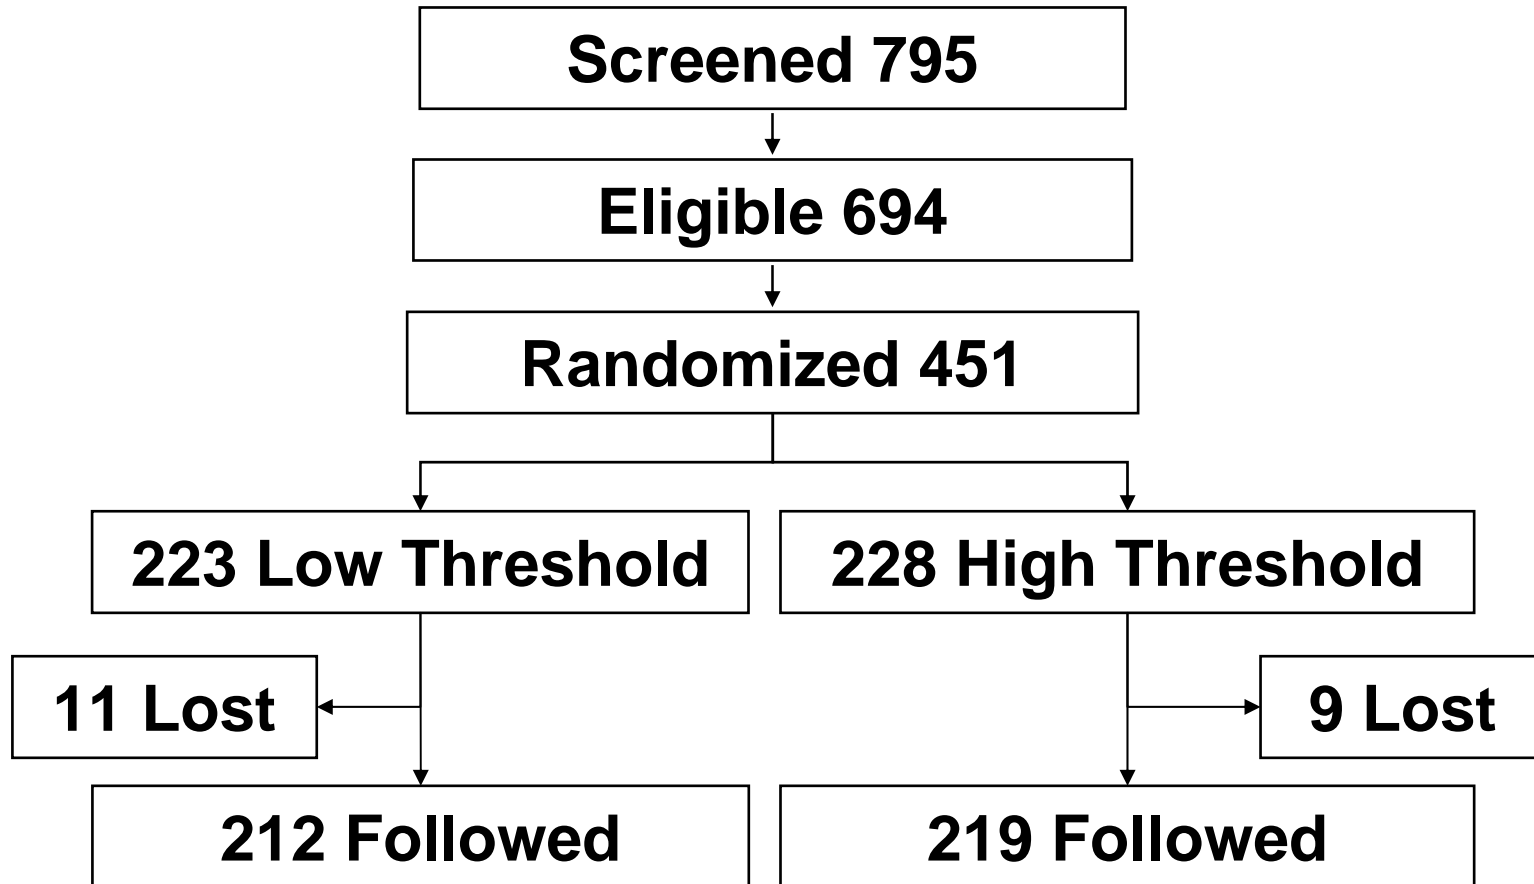 Screened 795
Eligible 694
Randomized 451
223 Low Threshold
228 High Threshold
11 Lost
9 Lost
212 Followed
219 Followed